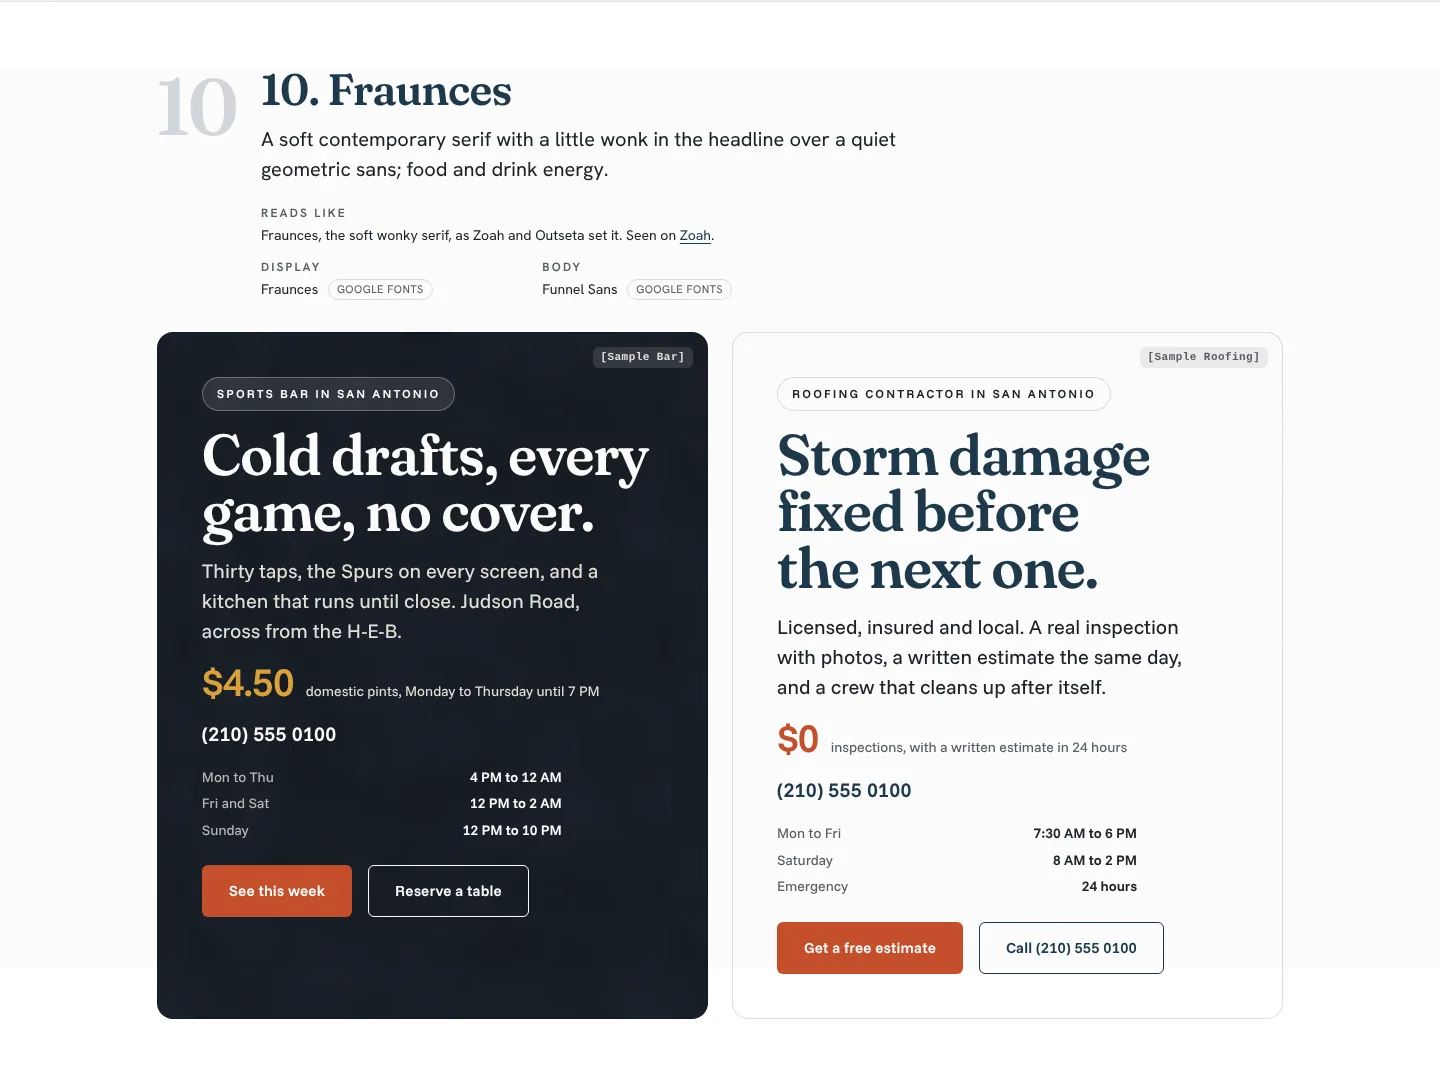 10
10. Fraunces
A soft contemporary serif with a little wonk in the headline over a quiet
geometric sans; food and drink energy.
READS LIKE
Fraunces, the soft wonky serif, as Zoah and Outseta set it. Seen on Zoah.
DISPLAY
Fraunces GOOGLE FONTS
BODY
Funnel Sans GOOGLE FONTS
[Sample Bar]
SPORTS BAR IN SAN ANTONIO
Cold drafts, every
game, no cover.
Thirty taps, the Spurs on every screen, and a
kitchen that runs until close. Judson Road,
across from the H-E-B.
$4.50 domestic pints, Monday to Thursday until 7 PM
(210) 555 0100
Mon to Thu 4 PM to 12 AM
Fri and Sat 12 PM to 2 AM
Sunday 12 PM to 10 PM
See this week Reserve a table
[Sample Roofing]
ROOFING CONTRACTOR IN SAN ANTONIO
Storm damage
fixed before
the next one.
Licensed, insured and local. A real inspection
with photos, a written estimate the same day,
and a crew that cleans up after itself.
$0 inspections, with a written estimate in 24 hours
(210) 555 0100
Mon to Fri 7:30 AM to 6 PM
Saturday 8 AM to 2 PM
Emergency 24 hours
Get a free estimate Call (210) 555 0100